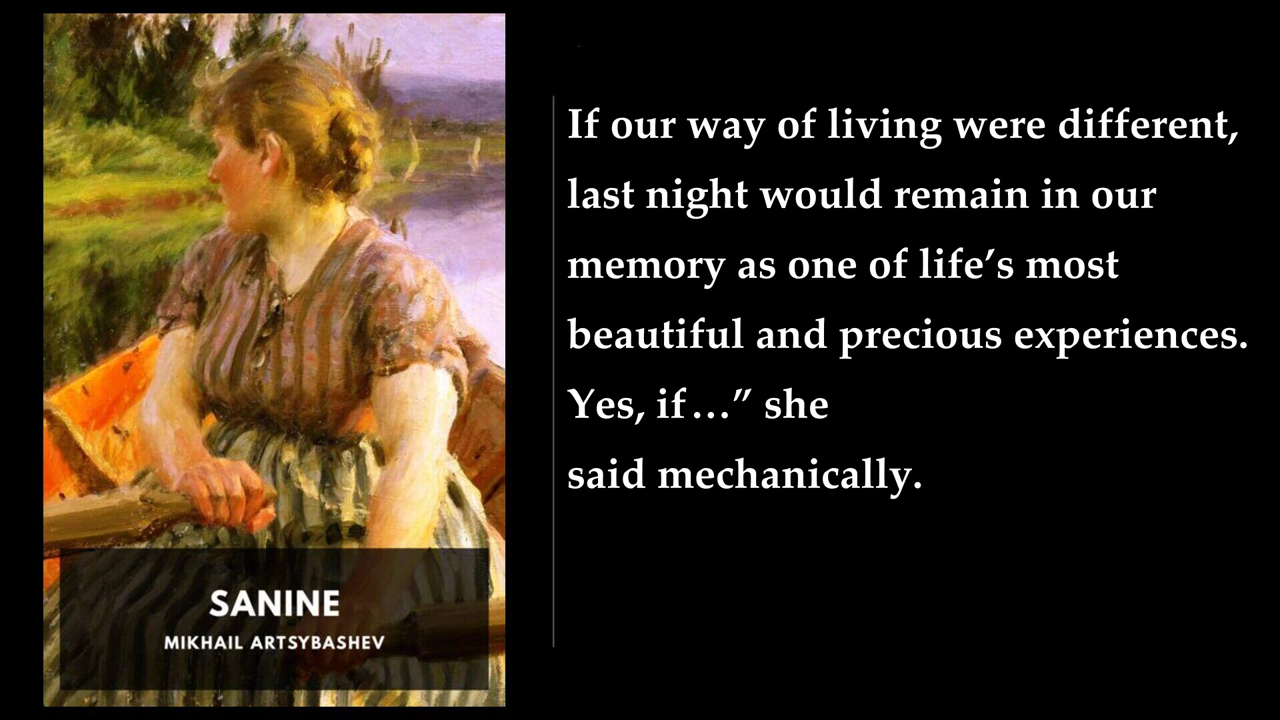 If our way of living were different,
last night would remain in our
memory as one of life’s most
beautiful and precious experiences.
Yes, if…” she
said mechanically.
SANINE
MIKHAIL ARTSYBASHEV